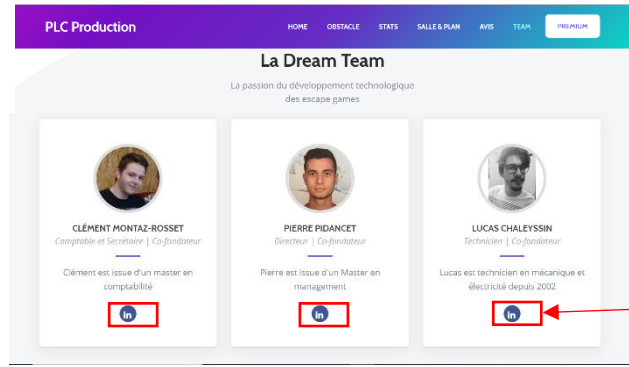 PLC Production
HOME OBSTACLE STATS SALLE & PLAN AVIS TEAM PREMIUM
La Dream Team
La passion du développement technologique
des escape games
CLÉMENT MONTAZ-ROSSET
Comptable et Secrétaire | Co-fondateur
Clément est issue d'un master en
comptabilité
in
PIERRE PIDANCET
Directeur | Co-fondateur
Pierre est issue d'un Master en
management
in
LUCAS CHALEYSSIN
Technicien | Co-fondateur
Lucas est technicien en mécanique et
électricité depuis 2002
in